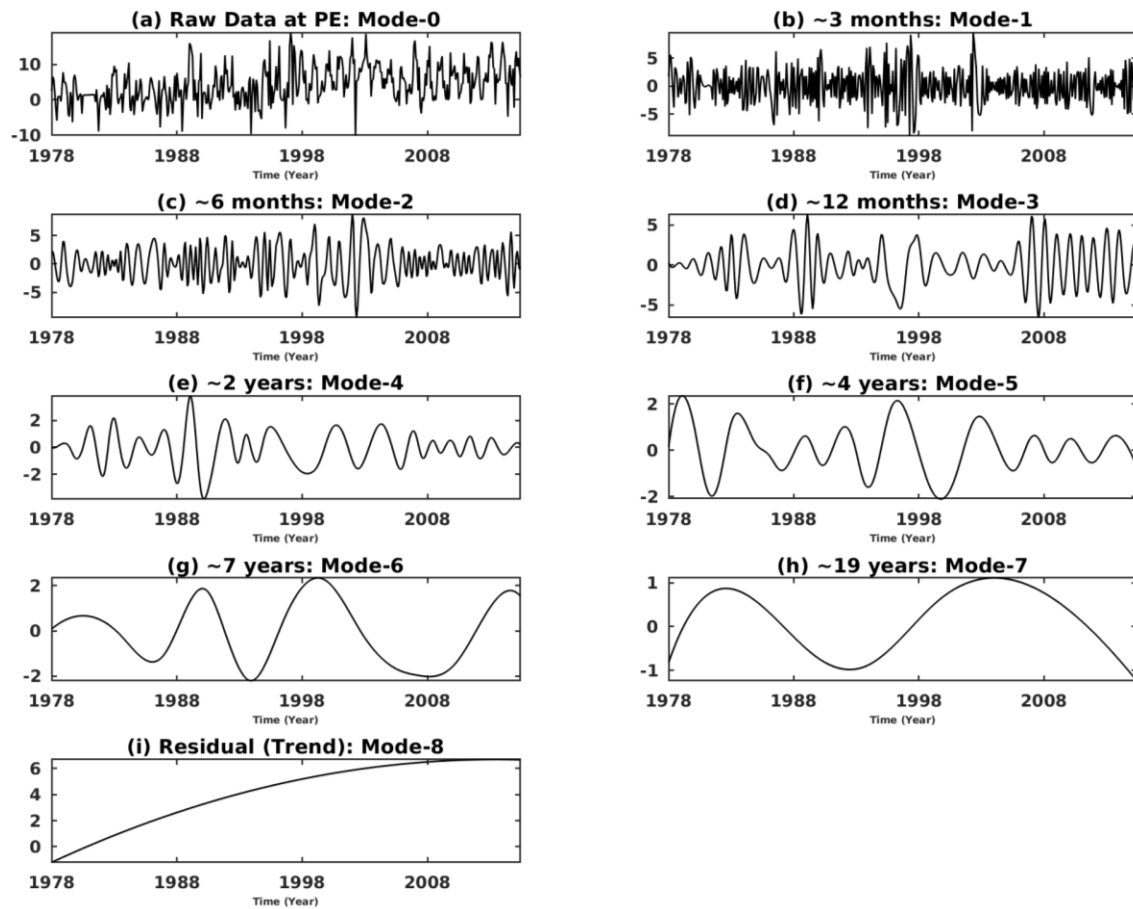 (a) Raw Data at PE: Mode-0
10
0
-10
1978 1988 1998 2008
Time (Year)
(b) ~3 months: Mode-1
5
0
-5
1978 1988 1998 2008
Time (Year)
(c) ~6 months: Mode-2
5
0
-5
1978 1988 1998 2008
Time (Year)
(d) ~12 months: Mode-3
5
0
-5
1978 1988 1998 2008
Time (Year)
(e) ~2 years: Mode-4
2
0
-2
1978 1988 1998 2008
Time (Year)
(f) ~4 years: Mode-5
2
0
-2
1978 1988 1998 2008
Time (Year)
(g) ~7 years: Mode-6
2
0
-2
1978 1988 1998 2008
Time (Year)
(h) ~19 years: Mode-7
1
0
-1
1978 1988 1998 2008
Time (Year)
(i) Residual (Trend): Mode-8
6
4
2
0
1978 1988 1998 2008
Time (Year)